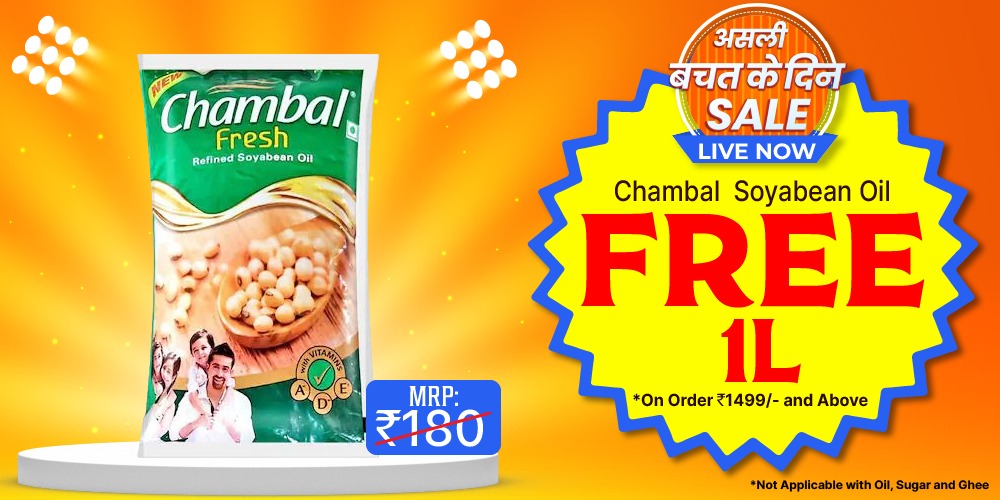 NEW
Chambal
Fresh
Refined Soyabean Oil
with VITAMINS
A D E
MRP:
₹180
असली
बचत के दिन
SALE
LIVE NOW
Chambal Soyabean Oil
FREE
1L
*On Order ₹1499/- and Above
*Not Applicable with Oil, Sugar and Ghee